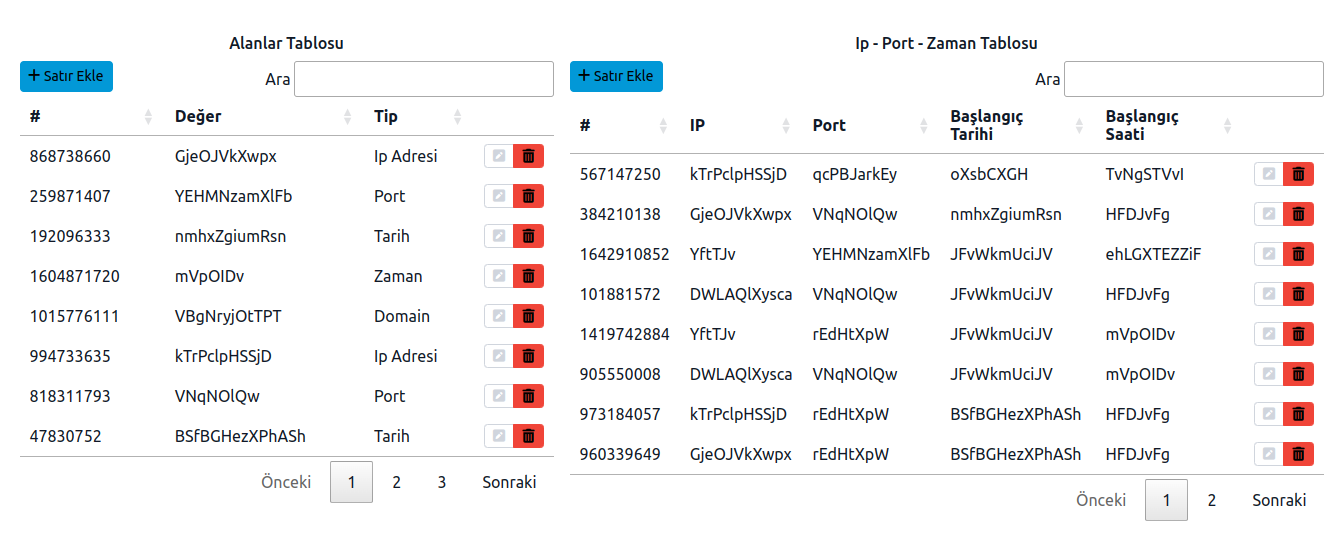 Alanlar Tablosu
+ Satır Ekle
Ara
# Değer Tip
868738660 GjeOJVkXwpx Ip Adresi
259871407 YEHMNzamXlFb Port
192096333 nmhxZgiumRsn Tarih
1604871720 mVpOIDv Zaman
1015776111 VBgNryjOtTPT Domain
994733635 kTrPclpHSSjD Ip Adresi
818311793 VNqNOlQw Port
47830752 BSfBGHezXPhASh Tarih
Önceki 1 2 3 Sonraki
Ip - Port - Zaman Tablosu
+ Satır Ekle
Ara
# IP Port Başlangıç Tarihi Başlangıç Saati
567147250 kTrPclpHSSjD qcPBJarkEy oXsbCXGH TvNgSTVvI
384210138 GjeOJVkXwpx VNqNOlQw nmhxZgiumRsn HFDJvFg
1642910852 YftTJv YEHMNzamXlFb JFvWkmUciJV ehLGXTEZZiF
101881572 DWLAQlXysca VNqNOlQw JFvWkmUciJV HFDJvFg
1419742884 YftTJv rEdHtXpW JFvWkmUciJV mVpOIDv
905550008 DWLAQlXysca VNqNOlQw JFvWkmUciJV mVpOIDv
973184057 kTrPclpHSSjD rEdHtXpW BSfBGHezXPhASh HFDJvFg
960339649 GjeOJVkXwpx rEdHtXpW BSfBGHezXPhASh HFDJvFg
Önceki 1 2 Sonraki